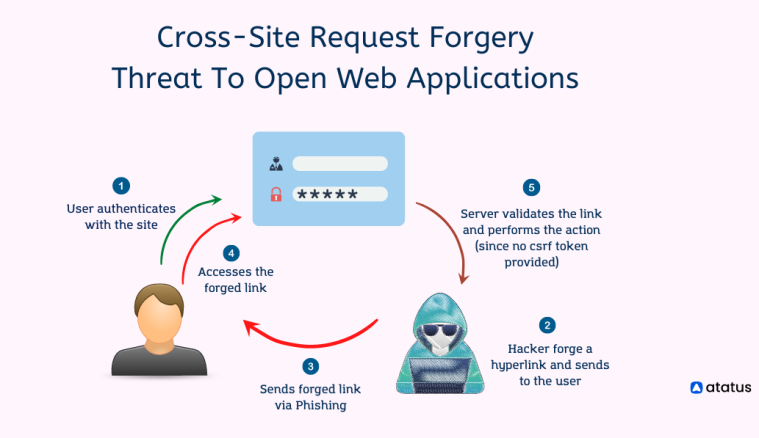 Cross-Site Request Forgery
Threat To Open Web Applications
1
User authenticates
with the site
*****
4
Accesses the
forged link
5
Server validates the link
and performs the action
(since no csrf token
provided)
2
Hacker forge a
hyperlink and sends
to the user
3
Sends forged link
via Phishing
atatus